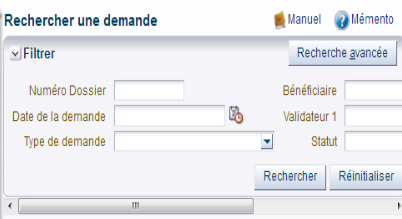 Rechercher une demande Manuel Mémento
Filtrer Recherche avancée
Numéro Dossier Bénéficiaire
Date de la demande Validateur 1
Type de demande Statut
Rechercher Réinitialiser